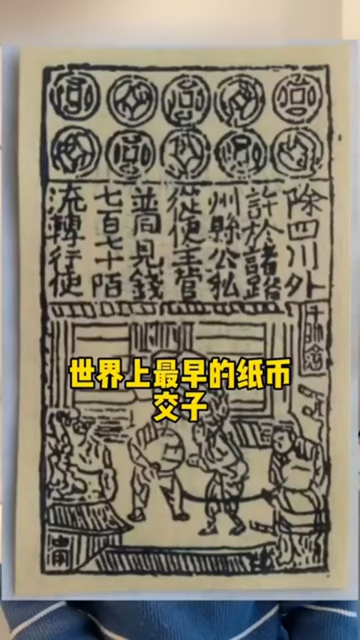 除四川外
許於諸路
州縣公私
從便主管
普同見錢
七百七十陌
流轉行使
世界上最早的纸币
交子